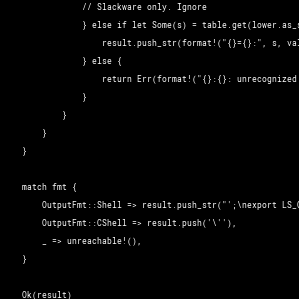 // Slackware only. Ignore
} else if let Some(s) = table.get(lower.as_s
result.push_str(format!("{}={}:", s, val
} else {
return Err(format!("{}:{}: unrecognized
}
}
}
}
match fmt {
OutputFmt::Shell => result.push_str("';\nexport LS_C
OutputFmt::CShell => result.push('\''),
_ => unreachable!(),
}
Ok(result)